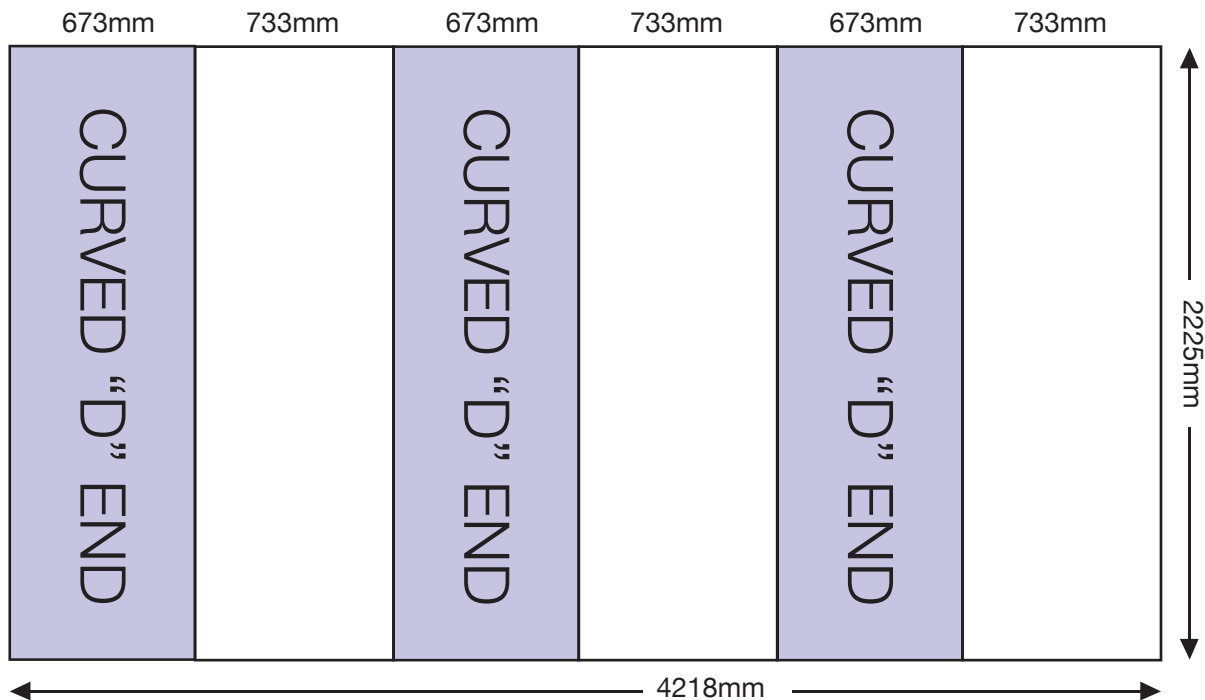 673mm 733mm 673mm 733mm 673mm 733mm
CURVED “D” END
CURVED “D” END
CURVED “D” END
2225mm
4218mm